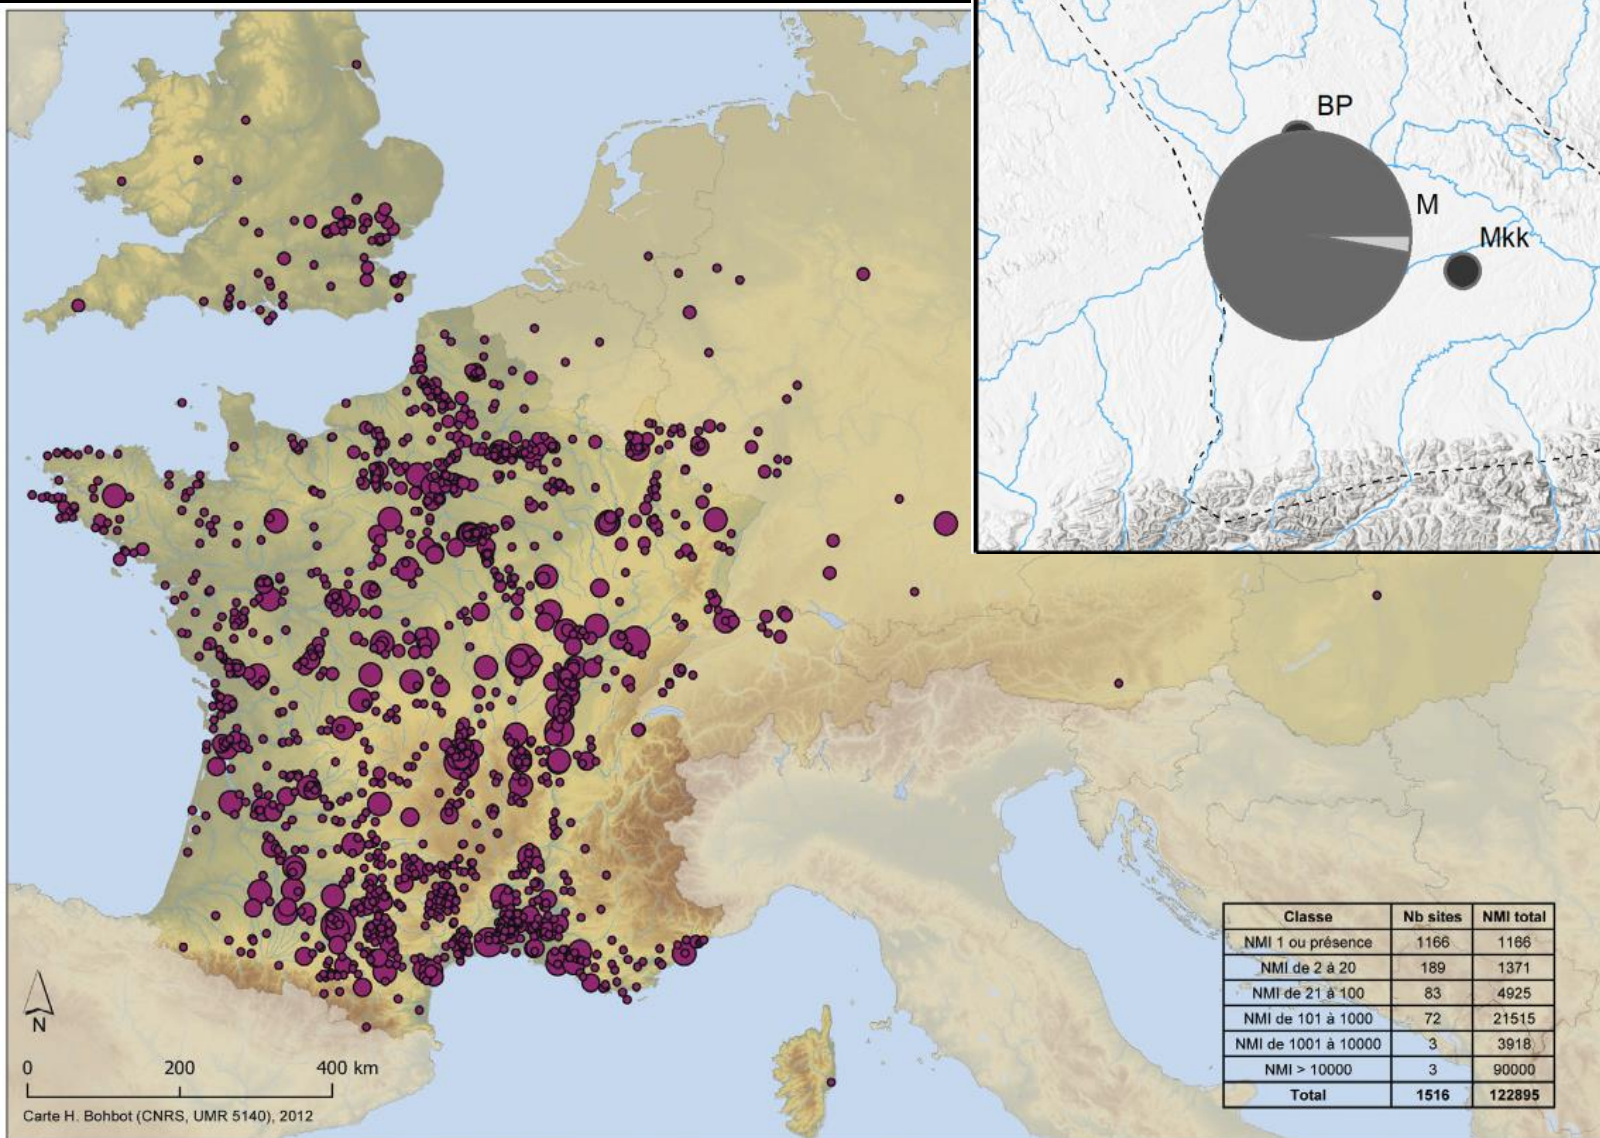 BP
M
Mkk
Classe Nb sites NMI total
NMI 1 ou présence 1166 1166
NMI de 2 à 20 189 1371
NMI de 21 à 100 83 4925
NMI de 101 à 1000 72 21515
NMI de 1001 à 10000 3 3918
NMI > 10000 3 90000
Total 1516 122895
N
0 200 400 km
Carte H. Bohbot (CNRS, UMR 5140), 2012